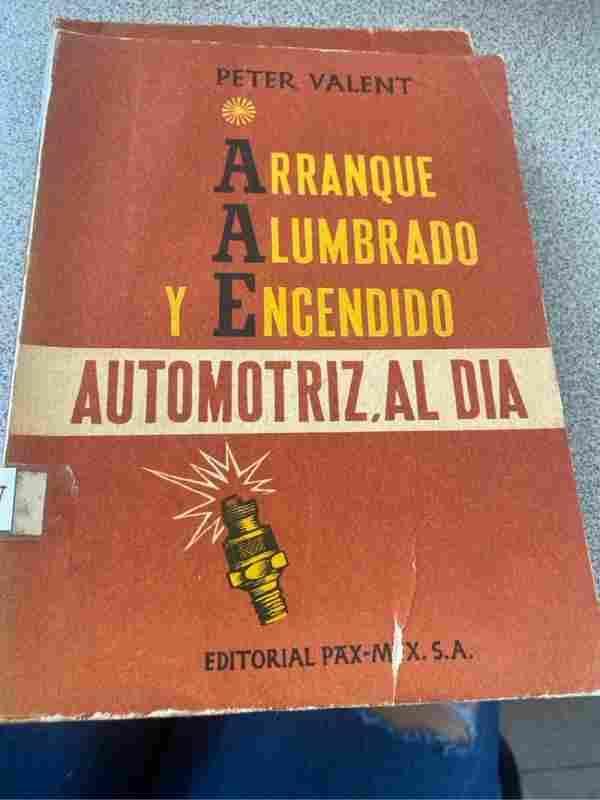 PETER VALENT
ARRANQUE
ALUMBRADO
Y ENCENDIDO
AUTOMOTRIZ, AL DIA
EDITORIAL PAX-MEX. S.A.